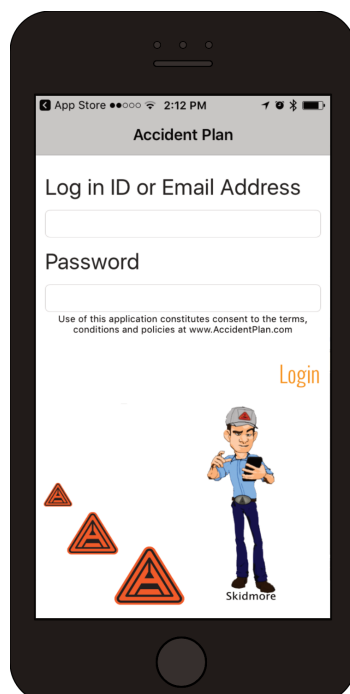 App Store 2:12 PM
Accident Plan
Log in ID or Email Address
Password
Use of this application constitutes consent to the terms,
conditions and policies at www.AccidentPlan.com
Login
Skidmore